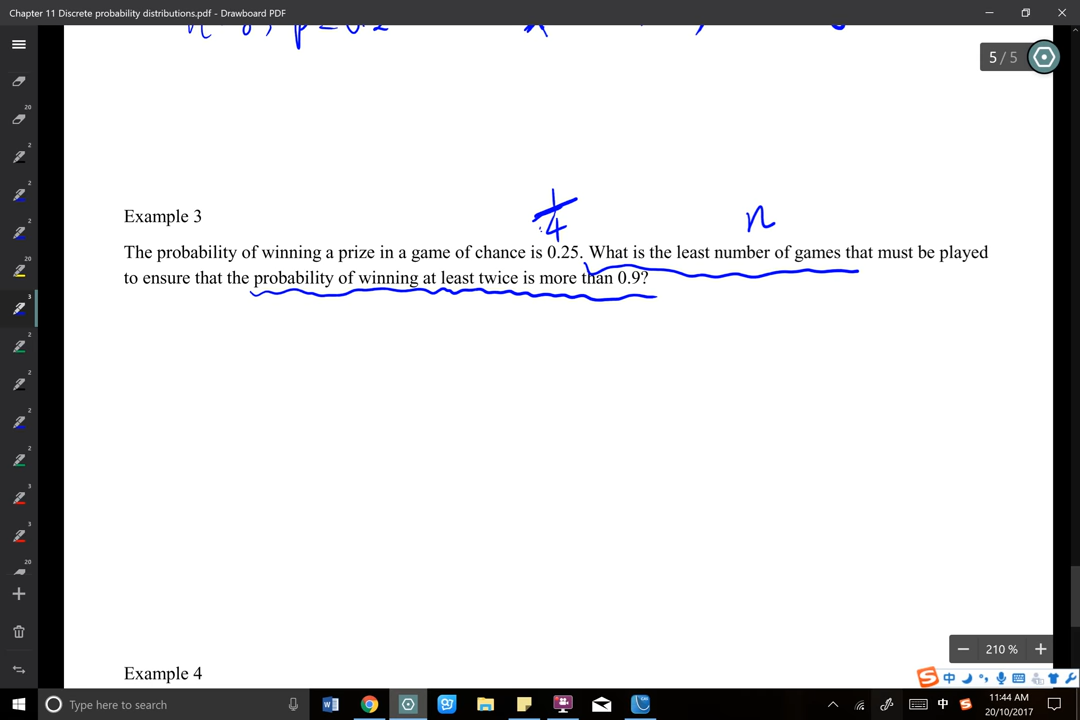 Chapter 11 Discrete probability distributions.pdf - Drawboard PDF
5 / 5
20
2
2
2
20
3
2
2
2
2
3
3
20
Example 3
1/4
n
The probability of winning a prize in a game of chance is 0.25. What is the least number of games that must be played
to ensure that the probability of winning at least twice is more than 0.9?
Example 4
210 %
中
Type here to search
中
11:44 AM
20/10/2017